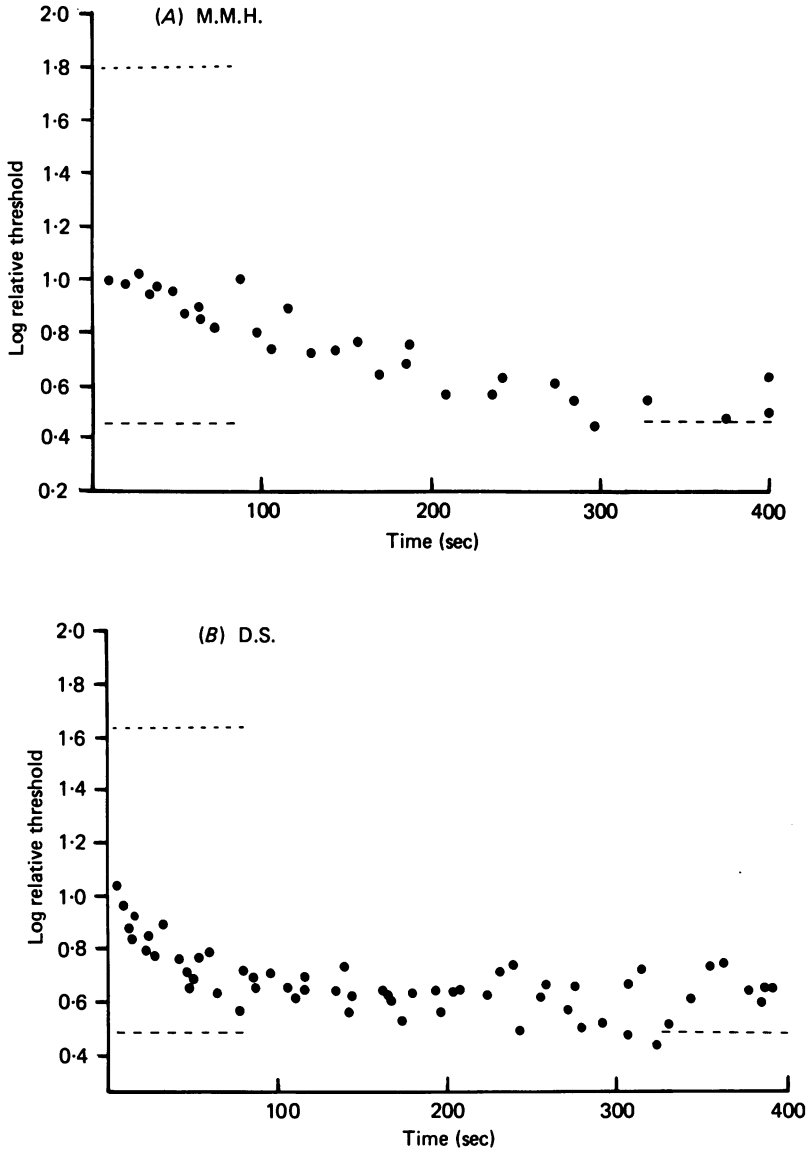 (A) M.M.H.
2·0
1·8
1·6
1·4
1·2
1·0
0·8
0·6
0·4
0·2
Log relative threshold
100 200 300 400
Time (sec)
(B) D.S.
2·0
1·8
1·6
1·4
1·2
1·0
0·8
0·6
0·4
Log relative threshold
100 200 300 400
Time (sec)